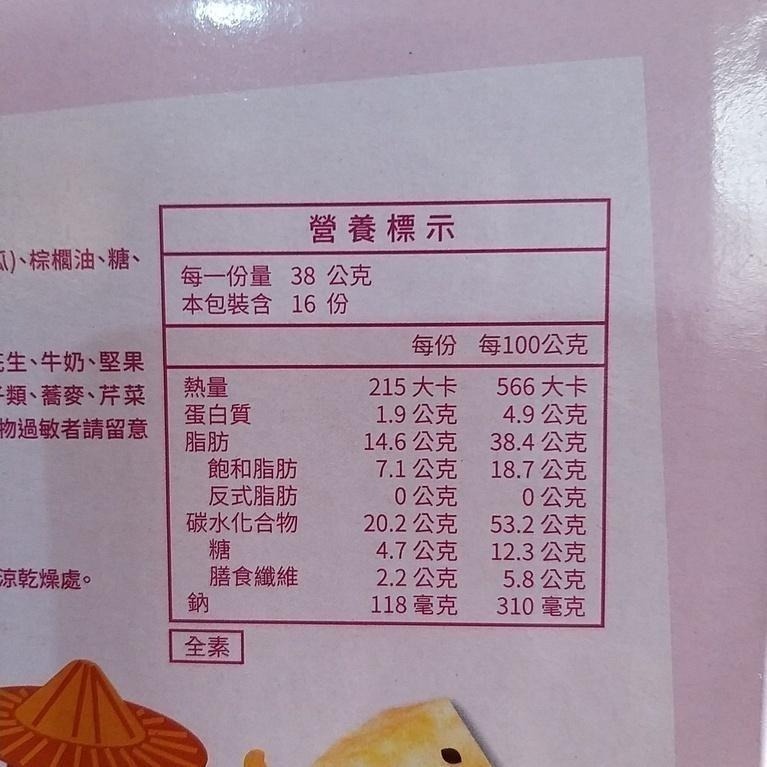 營養標示
每一份量 38 公克
本包裝含 16 份
每份 每100公克
熱量 215 大卡 566 大卡
蛋白質 1.9 公克 4.9 公克
脂肪 14.6 公克 38.4 公克
飽和脂肪 7.1 公克 18.7 公克
反式脂肪 0 公克 0 公克
碳水化合物 20.2 公克 53.2 公克
糖 4.7 公克 12.3 公克
膳食纖維 2.2 公克 5.8 公克
鈉 118 毫克 310 毫克
全素
)、棕櫚油、糖、
生、牛奶、堅果
類、蕎麥、芹菜
物過敏者請留意
涼乾燥處。